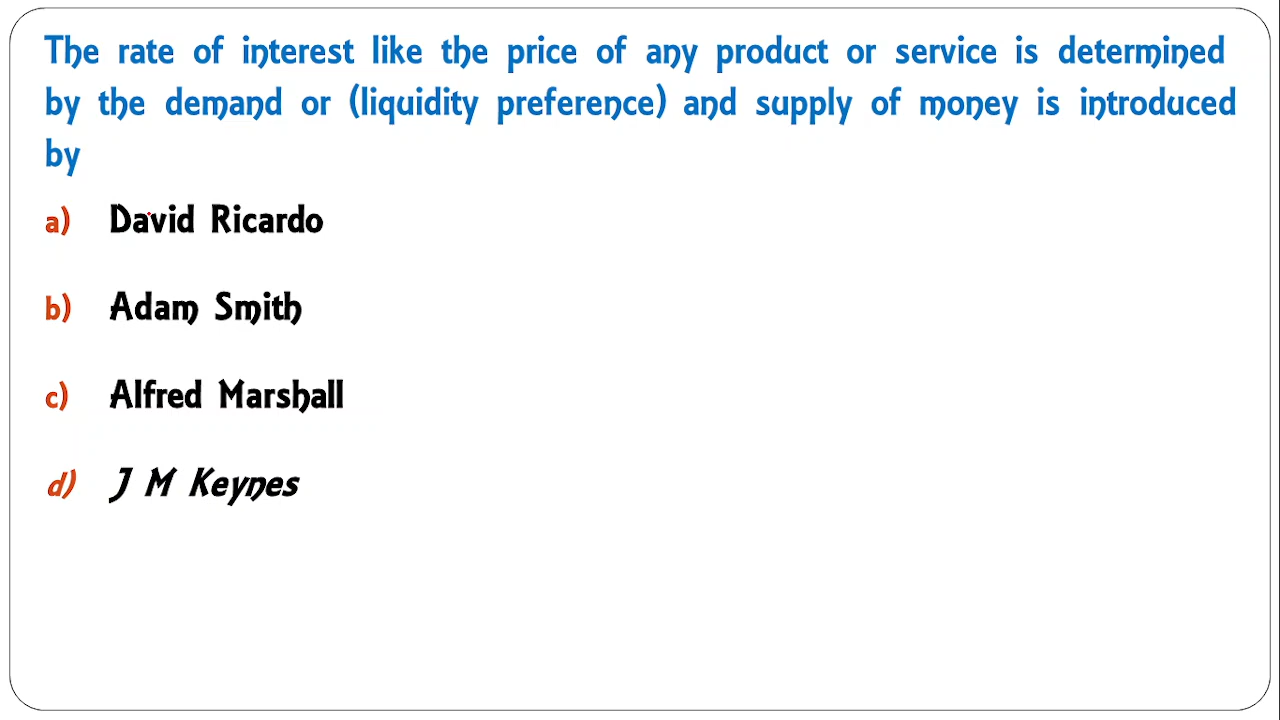 The rate of interest like the price of any product or service is determined
by the demand or (liquidity preference) and supply of money is introduced
by
a) David Ricardo
b) Adam Smith
c) Alfred Marshall
d) J M Keynes